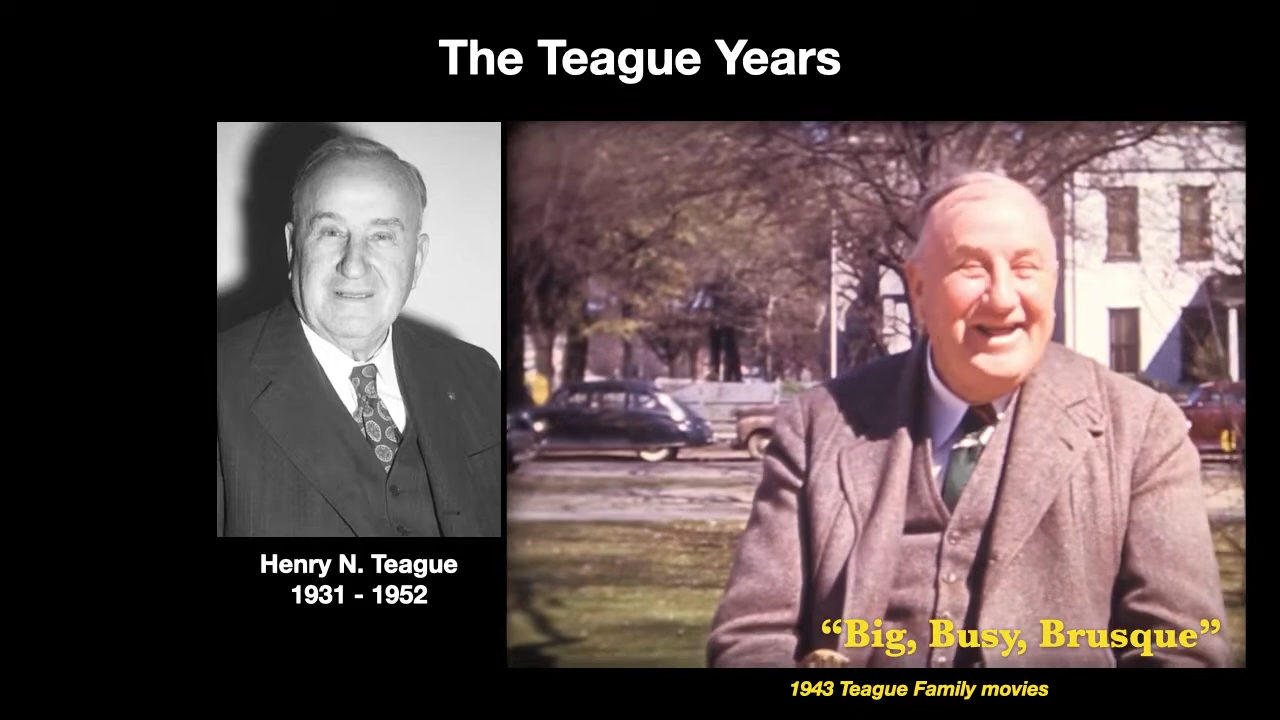 The Teague Years
Henry N. Teague
1931 - 1952
“Big, Busy, Brusque”
1943 Teague Family movies